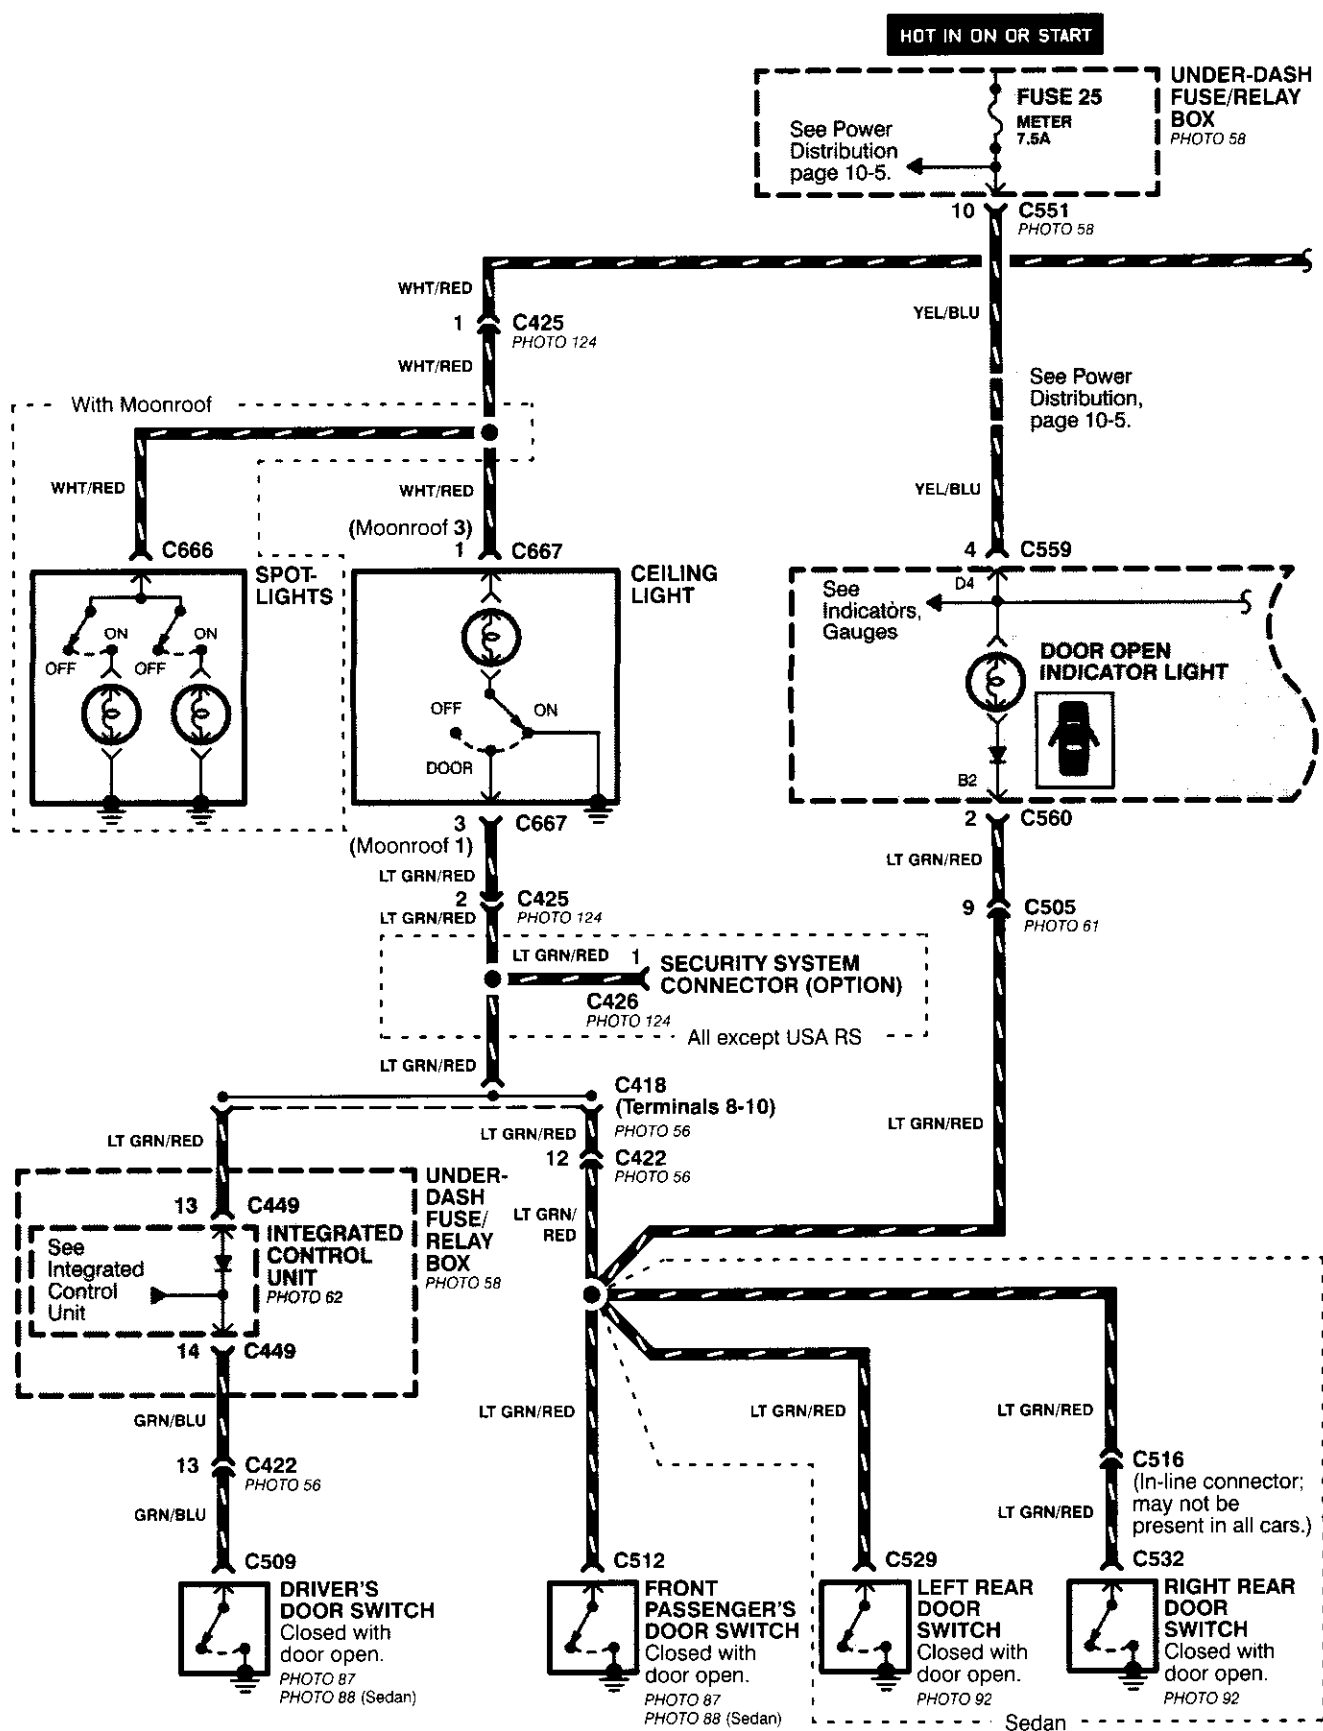 HOT IN ON OR START
UNDER-DASH
FUSE/RELAY
BOX
PHOTO 58
FUSE 25
METER
7.5A
See Power
Distribution
page 10-5.
10 C551
PHOTO 58
WHT/RED
YEL/BLU
1 C425
PHOTO 124
WHT/RED
See Power
Distribution,
page 10-5.
With Moonroof
WHT/RED
WHT/RED
YEL/BLU
(Moonroof 3)
C666
1 C667
4 C559
SPOT-
LIGHTS
CEILING
LIGHT
D4
See
Indicators,
Gauges
ON
ON
OFF
OFF
DOOR OPEN
INDICATOR LIGHT
OFF
ON
DOOR
B2
3 C667
(Moonroof 1)
2 C560
LT GRN/RED
LT GRN/RED
2 C425
PHOTO 124
LT GRN/RED
9 C505
PHOTO 61
LT GRN/RED 1
SECURITY SYSTEM
CONNECTOR (OPTION)
C426
PHOTO 124
All except USA RS
LT GRN/RED
C418
(Terminals 8-10)
PHOTO 56
LT GRN/RED
LT GRN/RED
LT GRN/RED
12 C422
PHOTO 56
UNDER-
DASH
FUSE/
RELAY
BOX
PHOTO 58
13 C449
LT GRN/
RED
See
Integrated
Control
Unit
INTEGRATED
CONTROL
UNIT
PHOTO 62
14 C449
GRN/BLU
LT GRN/RED
LT GRN/RED
LT GRN/RED
13 C422
PHOTO 56
C516
(In-line connector;
may not be
present in all cars.)
GRN/BLU
LT GRN/RED
C509
C512
C529
C532
DRIVER'S
DOOR SWITCH
Closed with
door open.
PHOTO 87
PHOTO 88 (Sedan)
FRONT
PASSENGER'S
DOOR SWITCH
Closed with
door open.
PHOTO 87
PHOTO 88 (Sedan)
LEFT REAR
DOOR
SWITCH
Closed with
door open.
PHOTO 92
RIGHT REAR
DOOR
SWITCH
Closed with
door open.
PHOTO 92
Sedan